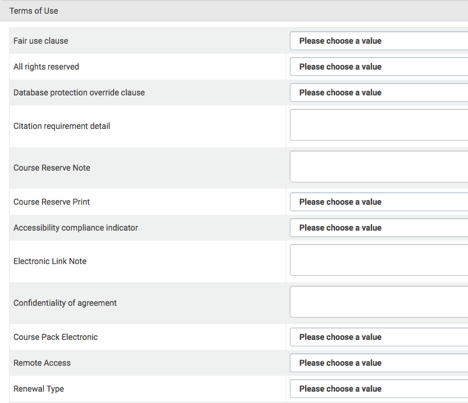 Terms of Use
Fair use clause Please choose a value
All rights reserved Please choose a value
Database protection override clause Please choose a value
Citation requirement detail
Course Reserve Note
Course Reserve Print Please choose a value
Accessibility compliance indicator Please choose a value
Electronic Link Note
Confidentiality of agreement
Course Pack Electronic Please choose a value
Remote Access Please choose a value
Renewal Type Please choose a value